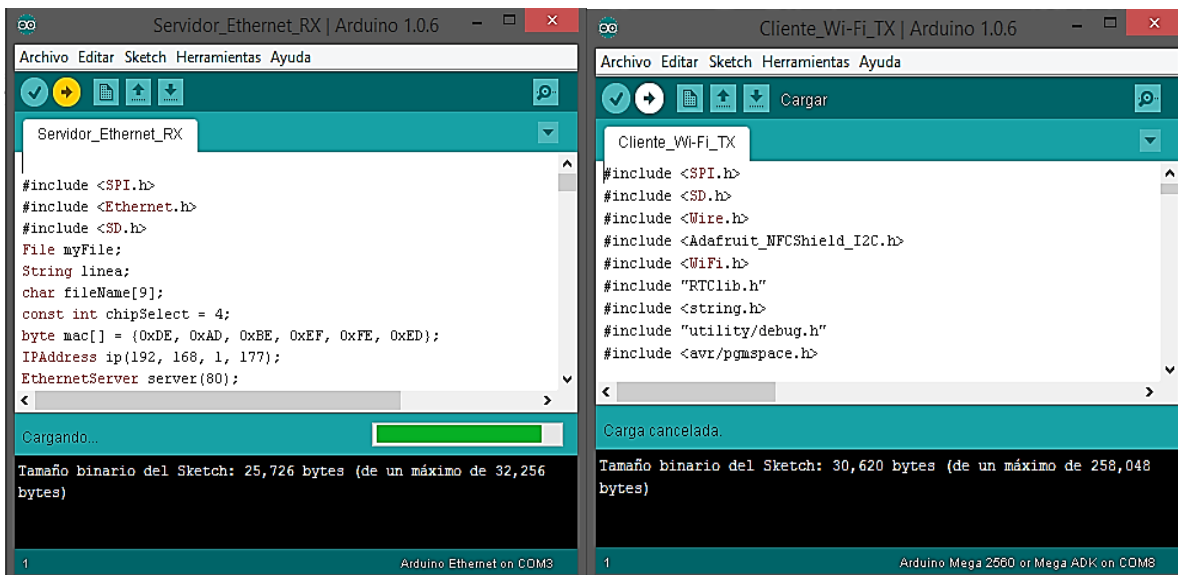 Servidor_Ethernet_RX | Arduino 1.0.6
Archivo Editar Sketch Herramientas Ayuda
Servidor_Ethernet_RX
#include <SPI.h>
#include <Ethernet.h>
#include <SD.h>
File myFile;
String linea;
char fileName[9];
const int chipSelect = 4;
byte mac[] = {0xDE, 0xAD, 0xBE, 0xEF, 0xFE, 0xED};
IPAddress ip(192, 168, 1, 177);
EthernetServer server(80);
Cargando...
Tamaño binario del Sketch: 25,726 bytes (de un máximo de 32,256
bytes)
1
Arduino Ethernet on COM3
Cliente_Wi-Fi_TX | Arduino 1.0.6
Archivo Editar Sketch Herramientas Ayuda
Cargar
Cliente_Wi-Fi_TX
#include <SPI.h>
#include <SD.h>
#include <Wire.h>
#include <Adafruit_NFCShield_I2C.h>
#include <WiFi.h>
#include "RTClib.h"
#include <string.h>
#include "utility/debug.h"
#include <avr/pgmspace.h>
Carga cancelada.
Tamaño binario del Sketch: 30,620 bytes (de un máximo de 258,048
bytes)
1
Arduino Mega 2560 or Mega ADK on COM8